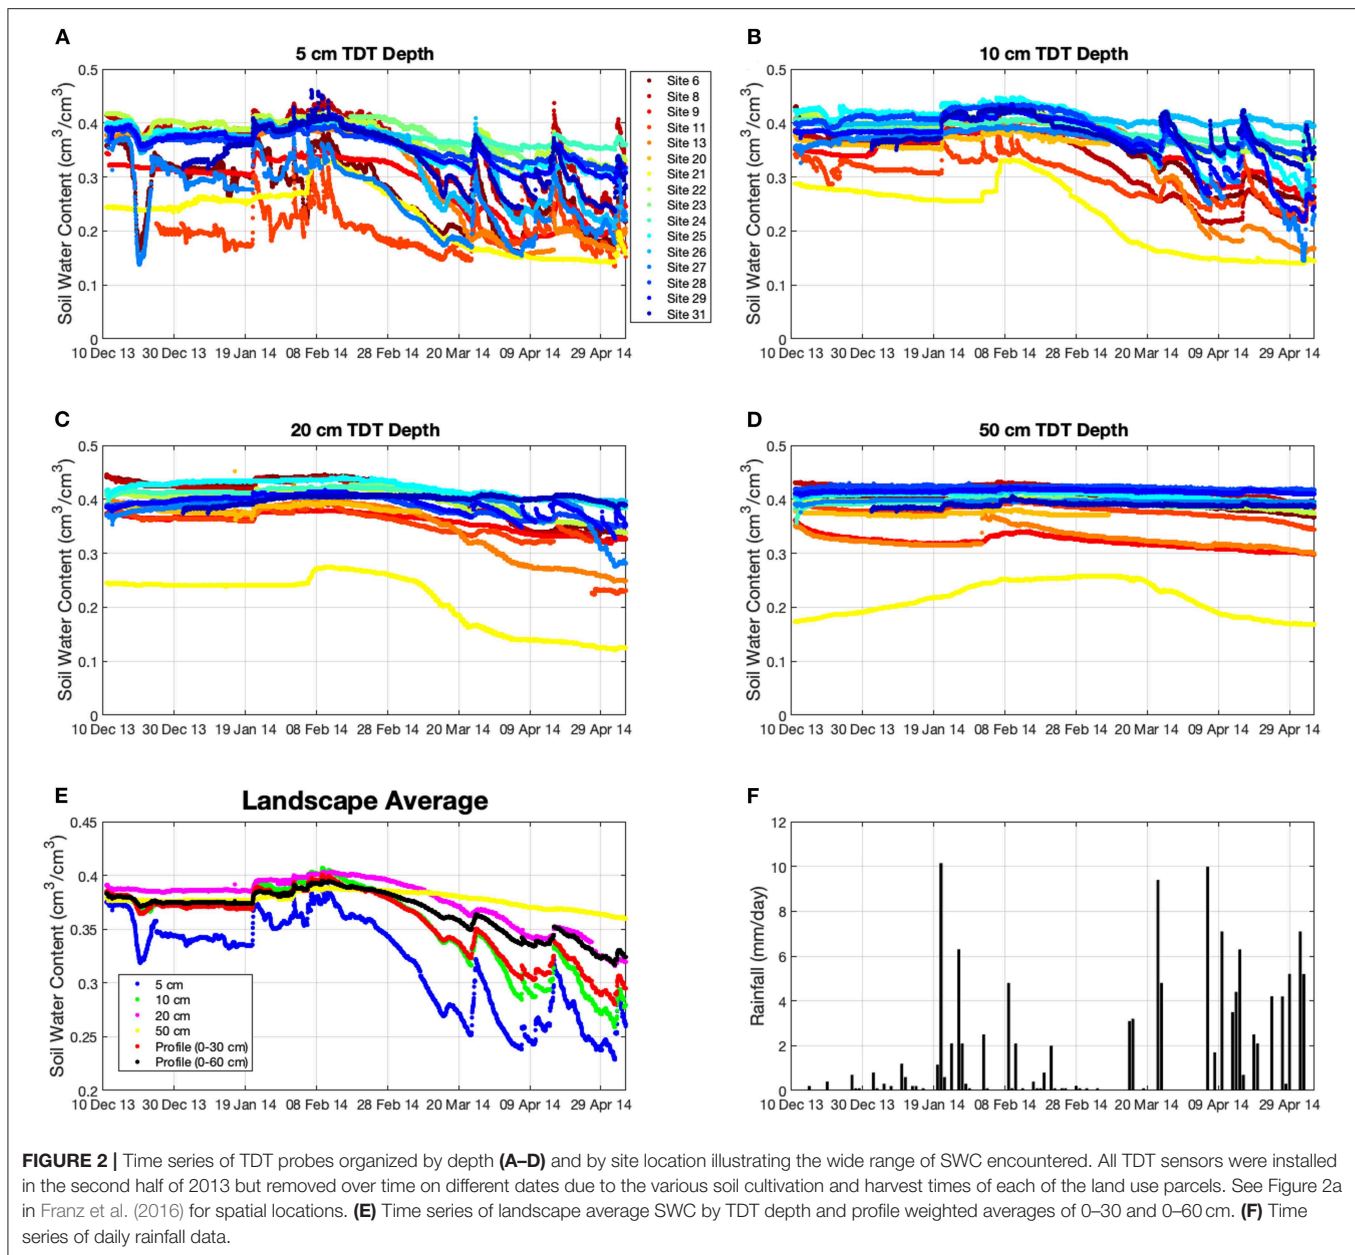 A
5 cm TDT Depth
Soil Water Content (cm³/cm³)
0.5
0.4
0.3
0.2
0.1
0
10 Dec 13 30 Dec 13 19 Jan 14 08 Feb 14 28 Feb 14 20 Mar 14 09 Apr 14 29 Apr 14
Site 6
Site 8
Site 9
Site 11
Site 13
Site 20
Site 21
Site 22
Site 23
Site 24
Site 25
Site 26
Site 27
Site 28
Site 29
Site 31
B
10 cm TDT Depth
Soil Water Content (cm³/cm³)
0.5
0.4
0.3
0.2
0.1
0
10 Dec 13 30 Dec 13 19 Jan 14 08 Feb 14 28 Feb 14 20 Mar 14 09 Apr 14 29 Apr 14
C
20 cm TDT Depth
Soil Water Content (cm³/cm³)
0.5
0.4
0.3
0.2
0.1
0
10 Dec 13 30 Dec 13 19 Jan 14 08 Feb 14 28 Feb 14 20 Mar 14 09 Apr 14 29 Apr 14
D
50 cm TDT Depth
Soil Water Content (cm³/cm³)
0.5
0.4
0.3
0.2
0.1
0
10 Dec 13 30 Dec 13 19 Jan 14 08 Feb 14 28 Feb 14 20 Mar 14 09 Apr 14 29 Apr 14
E
Landscape Average
Soil Water Content (cm³/cm³)
0.45
0.4
0.35
0.3
0.25
0.2
5 cm
10 cm
20 cm
50 cm
Profile (0-30 cm)
Profile (0-60 cm)
10 Dec 13 30 Dec 13 19 Jan 14 08 Feb 14 28 Feb 14 20 Mar 14 09 Apr 14 29 Apr 14
F
Rainfall (mm/day)
12
10
8
6
4
2
0
10 Dec 13 30 Dec 13 19 Jan 14 08 Feb 14 28 Feb 14 20 Mar 14 09 Apr 14 29 Apr 14
FIGURE 2 | Time series of TDT probes organized by depth (A–D) and by site location illustrating the wide range of SWC encountered. All TDT sensors were installed
in the second half of 2013 but removed over time on different dates due to the various soil cultivation and harvest times of each of the land use parcels. See Figure 2a
in Franz et al. (2016) for spatial locations. (E) Time series of landscape average SWC by TDT depth and profile weighted averages of 0–30 and 0–60 cm. (F) Time
series of daily rainfall data.